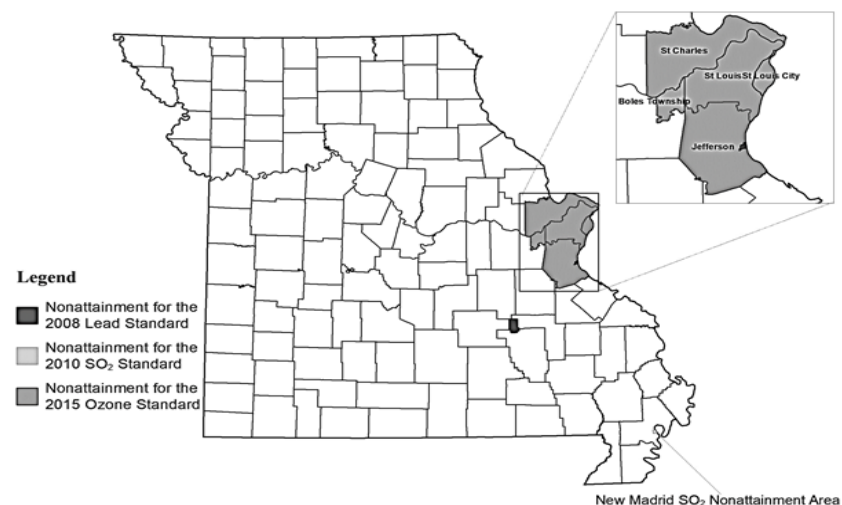 St Charles
St Louis
St Louis City
Boles Township
Jefferson
Legend
Nonattainment for the
2008 Lead Standard
Nonattainment for the
2010 SO₂ Standard
Nonattainment for the
2015 Ozone Standard
New Madrid SO₂ Nonattainment Area